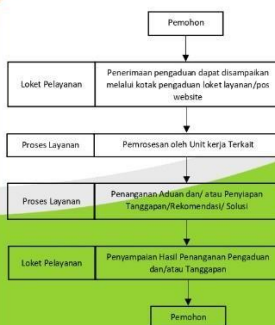 Pemohon
Loket Pelayanan
Penerimaan pengaduan dapat disampaikan
melalui kotak pengaduan loket layanan/pos
website
Proses Layanan
Pemrosesan oleh Unit kerja Terkait
Proses Layanan
Penanganan Aduan dan/ atau Penyiapan
Tanggapan/Rekomendasi/ Solusi
Loket Pelayanan
Penyampaian Hasil Penanganan Pengaduan
dan/atau Tanggapan
Pemohon